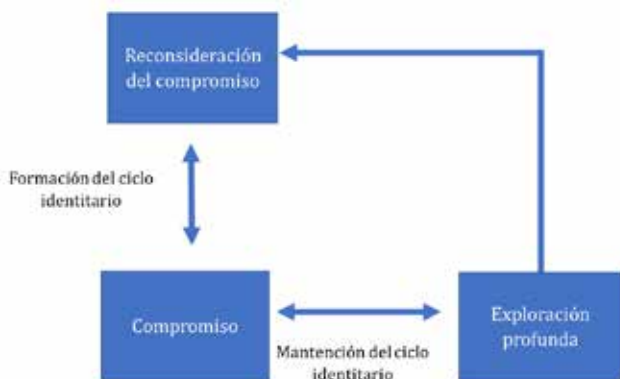 Reconsideración
del compromiso
Formación del ciclo
identitario
Compromiso
Exploración
profunda
Mantención del ciclo
identitario